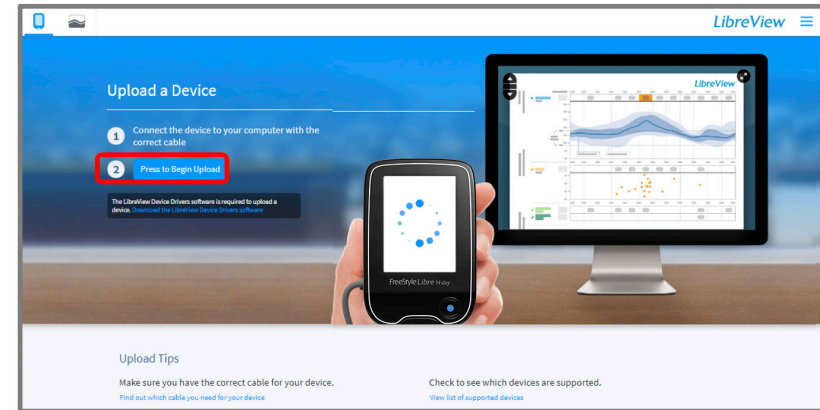 LibreView
Upload a Device
1 Connect the device to your computer with the
correct cable
2 Press to Begin Upload
The LibreView Device Drivers software is required to upload a
device. Download the LibreView Device Drivers software
LibreView
FreeStyle Libre 14 day
Upload Tips
Make sure you have the correct cable for your device.
Find out which cable you need for your device
Check to see which devices are supported.
View list of supported devices